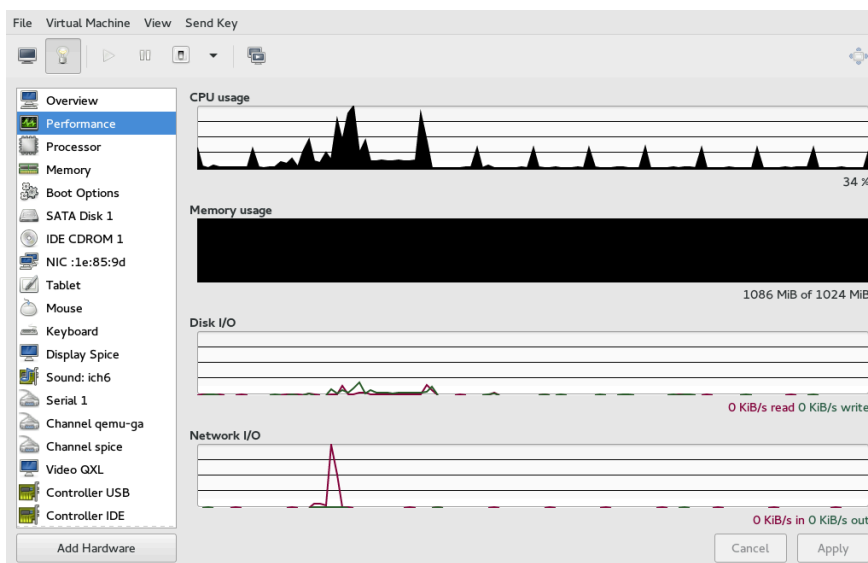 File Virtual Machine View Send Key
Overview
Performance
Processor
Memory
Boot Options
SATA Disk 1
IDE CDROM 1
NIC :1e:85:9d
Tablet
Mouse
Keyboard
Display Spice
Sound: ich6
Serial 1
Channel qemu-ga
Channel spice
Video QXL
Controller USB
Controller IDE
Add Hardware
CPU usage
34 %
Memory usage
1086 MiB of 1024 MiB
Disk I/O
0 KiB/s read 0 KiB/s write
Network I/O
0 KiB/s in 0 KiB/s out
Cancel Apply